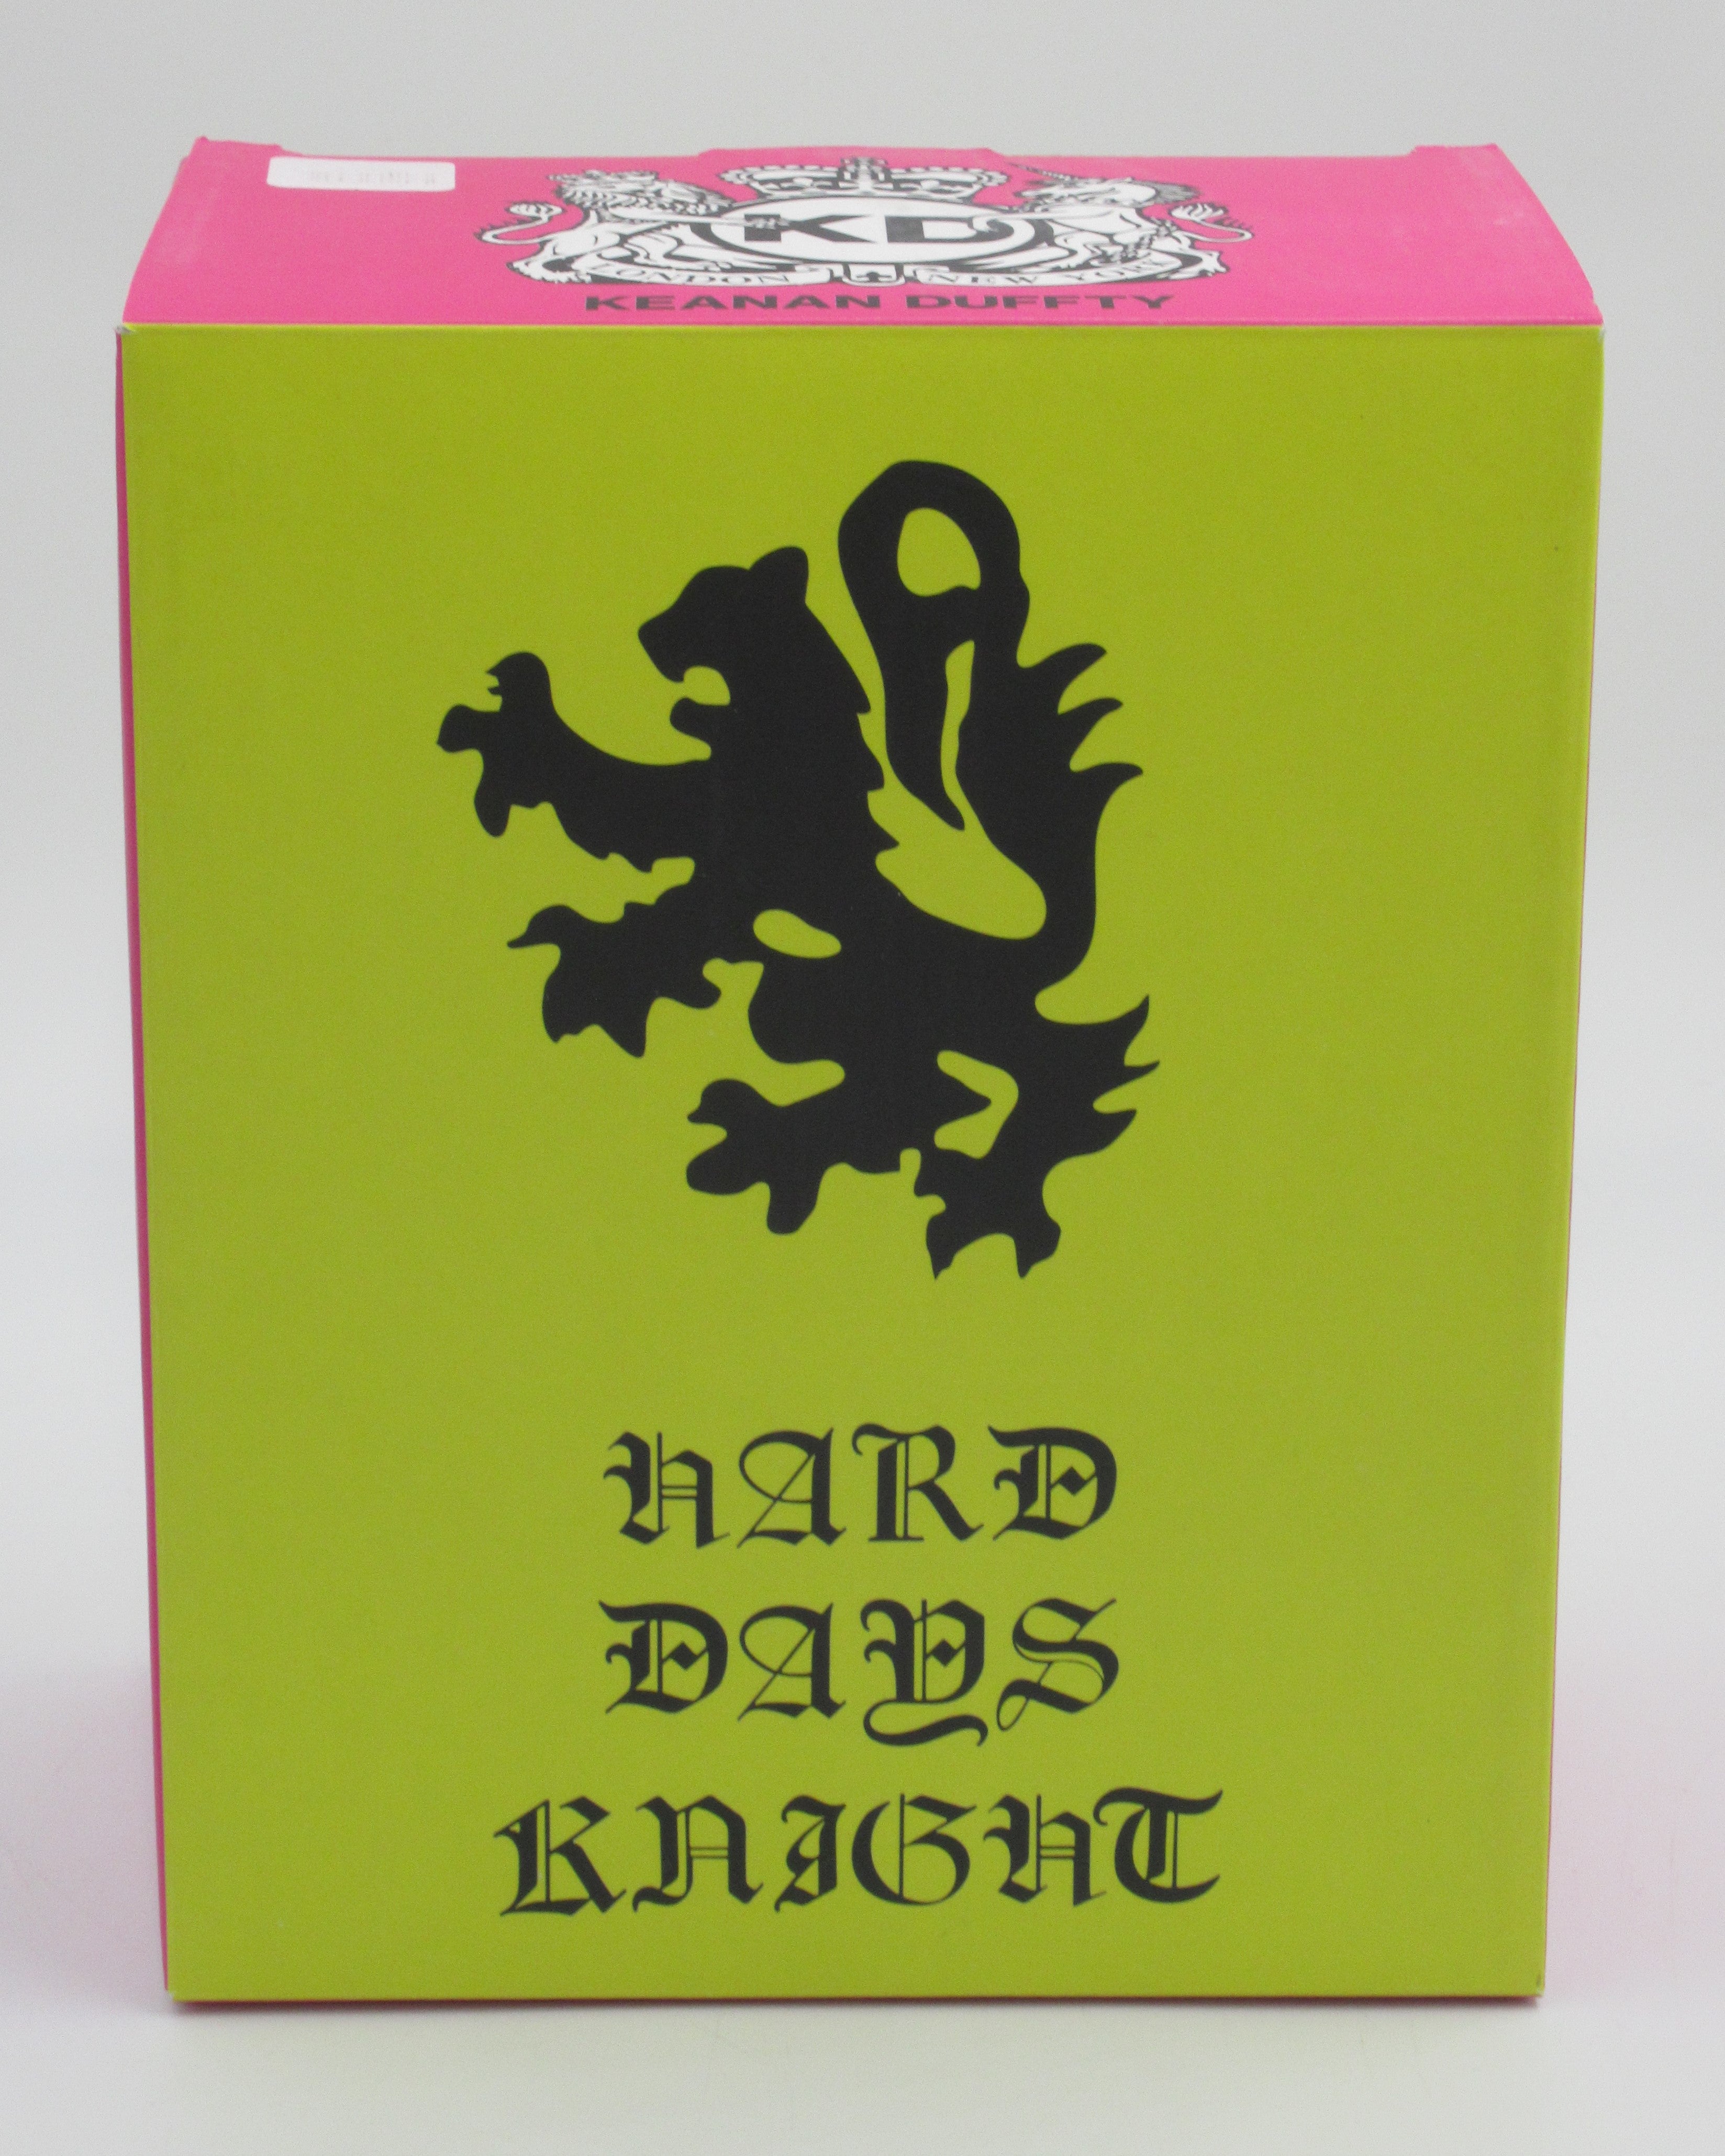 KD
LONDON NEW YORK
KEANAN DUFFTY
HARD
DAYS
KNIGHT